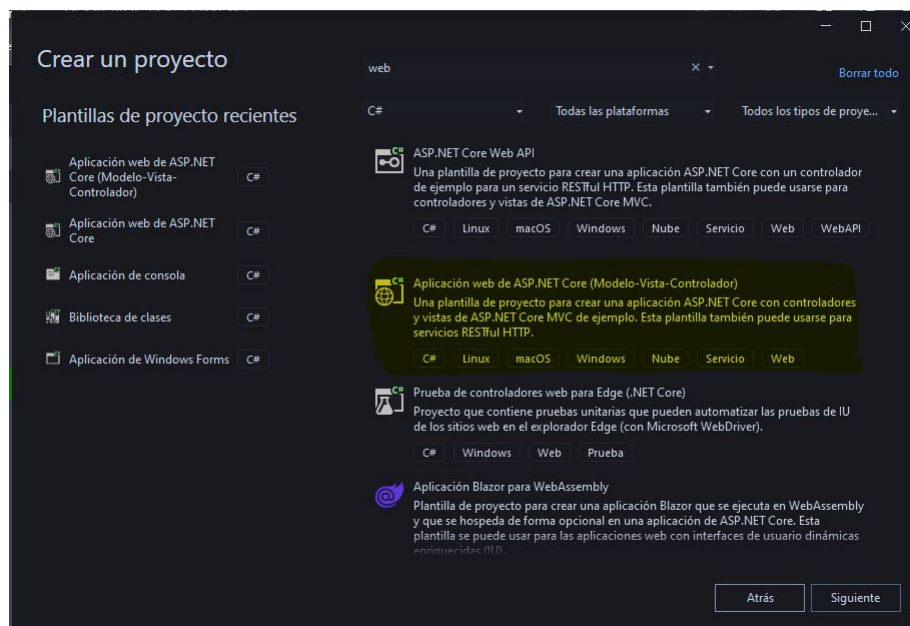 Crear un proyecto
web
Borrar todo
Plantillas de proyecto recientes
C#
Todas las plataformas
Todos los tipos de proye...
Aplicación web de ASP.NET
Core (Modelo-Vista-
Controlador)
C#
Aplicación web de ASP.NET
Core
C#
Aplicación de consola
C#
Biblioteca de clases
C#
Aplicación de Windows Forms
C#
ASP.NET Core Web API
Una plantilla de proyecto para crear una aplicación ASP.NET Core con un controlador
de ejemplo para un servicio RESTful HTTP. Esta plantilla también puede usarse para
controladores y vistas de ASP.NET Core MVC.
C# Linux macOS Windows Nube Servicio Web WebAPI
Aplicación web de ASP.NET Core (Modelo-Vista-Controlador)
Una plantilla de proyecto para crear una aplicación ASP.NET Core con controladores
y vistas de ASP.NET Core MVC de ejemplo. Esta plantilla también puede usarse para
servicios RESTful HTTP.
C# Linux macOS Windows Nube Servicio Web
Prueba de controladores web para Edge (.NET Core)
Proyecto que contiene pruebas unitarias que pueden automatizar las pruebas de IU
de los sitios web en el explorador Edge (con Microsoft WebDriver).
C# Windows Web Prueba
Aplicación Blazor para WebAssembly
Plantilla de proyecto para crear una aplicación Blazor que se ejecuta en WebAssembly
y que se hospeda de forma opcional en una aplicación de ASP.NET Core. Esta
plantilla se puede usar para las aplicaciones web con interfaces de usuario dinámicas
enriquecidas (IU).
Atrás
Siguiente